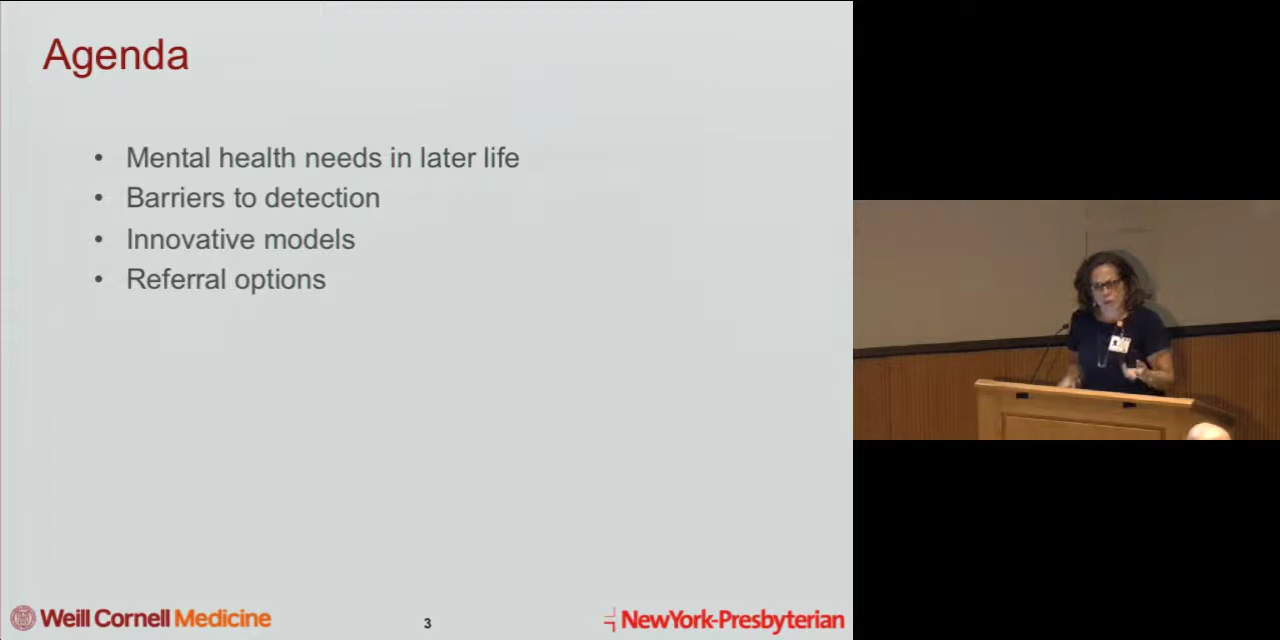 Agenda
• Mental health needs in later life
• Barriers to detection
• Innovative models
• Referral options
Weill Cornell Medicine
3
NewYork-Presbyterian